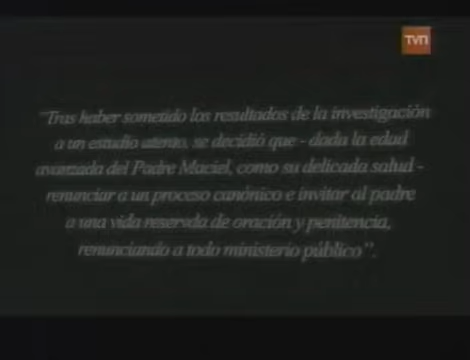 TVN
"Tras haber sometido los resultados de la investigación
a un estudio atento, se decidió que - dada la edad
avanzada del Padre Maciel, como su delicada salud -
renunciar a un proceso canónico e invitar al padre
a una vida reservda de oración y penitencia,
renunciando a todo ministerio público".